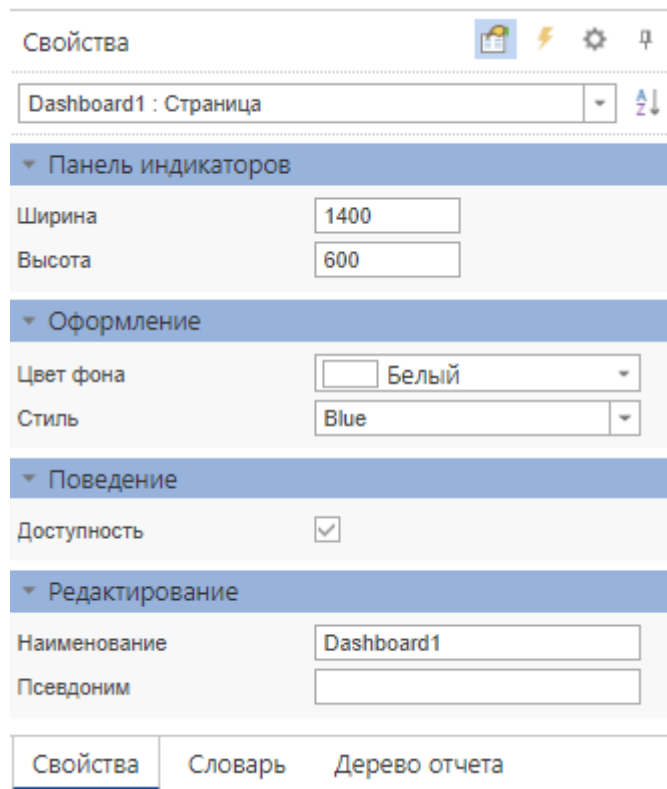 Свойства
Dashboard1 : Страница
Панель индикаторов
Ширина 1400
Высота 600
Оформление
Цвет фона Белый
Стиль Blue
Поведение
Доступность
Редактирование
Наименование Dashboard1
Псевдоним
Свойства Словарь Дерево отчета